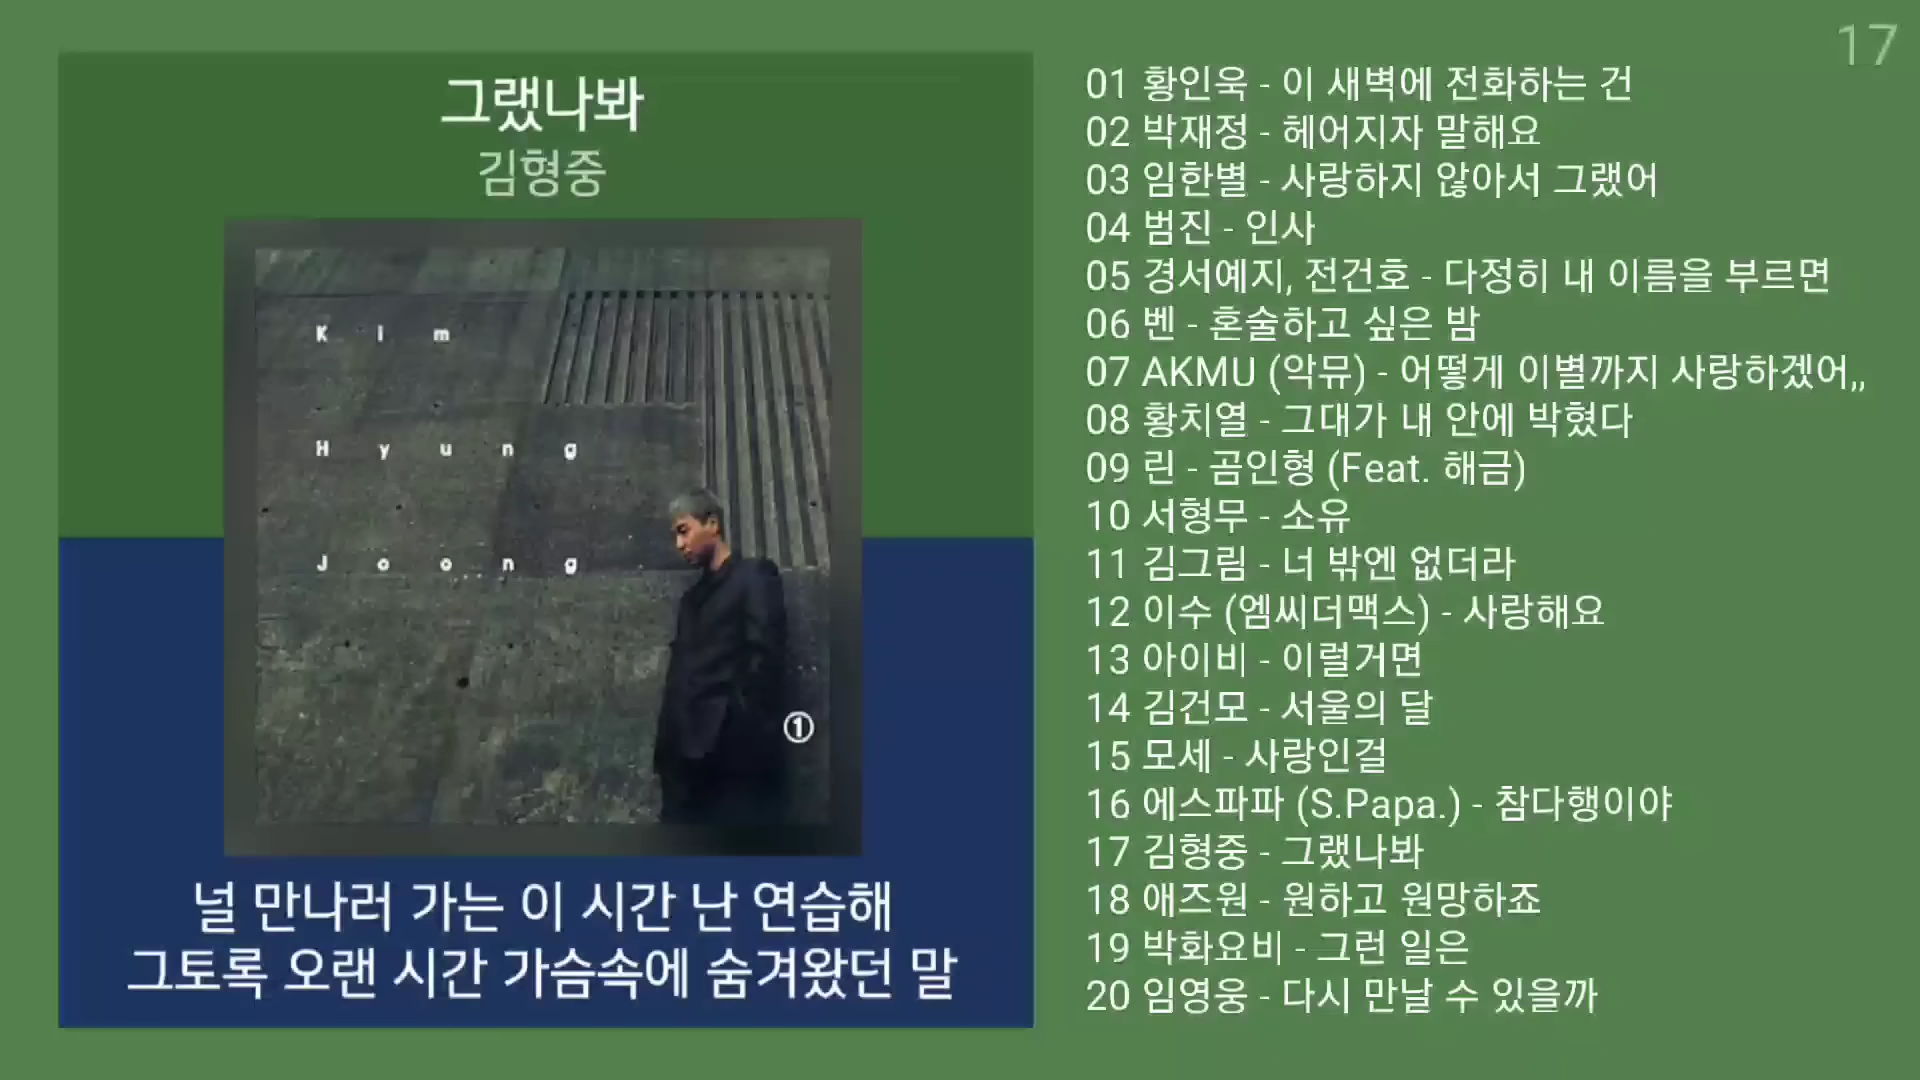 그랬나봐
김형중
Kim
Hyung
Joong
①
널 만나러 가는 이 시간 난 연습해
그토록 오랜 시간 가슴속에 숨겨왔던 말
17
01 황인욱 - 이 새벽에 전화하는 건
02 박재정 - 헤어지자 말해요
03 임한별 - 사랑하지 않아서 그랬어
04 범진 - 인사
05 경서예지, 전건호 - 다정히 내 이름을 부르면
06 벤 - 혼술하고 싶은 밤
07 AKMU (악뮤) - 어떻게 이별까지 사랑하겠어,,
08 황치열 - 그대가 내 안에 박혔다
09 린 - 곰인형 (Feat. 해금)
10 서형무 - 소유
11 김그림 - 너 밖엔 없더라
12 이수 (엠씨더맥스) - 사랑해요
13 아이비 - 이럴거면
14 김건모 - 서울의 달
15 모세 - 사랑인걸
16 에스파파 (S.Papa.) - 참다행이야
17 김형중 - 그랬나봐
18 애즈원 - 원하고 원망하죠
19 박화요비 - 그런 일은
20 임영웅 - 다시 만날 수 있을까